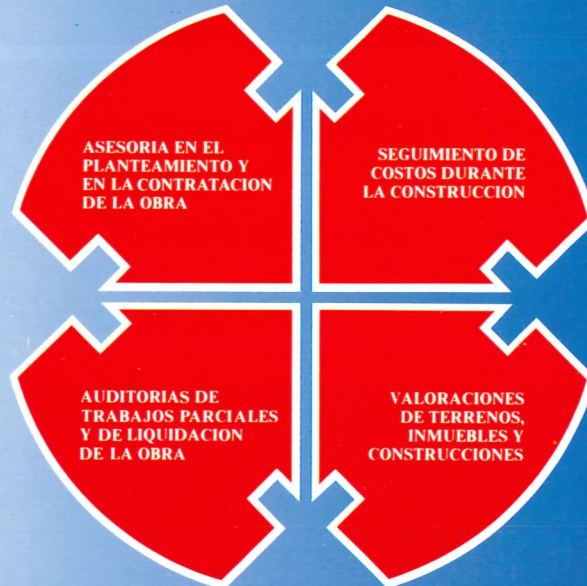 ASESORIA EN EL
PLANTEAMIENTO Y
EN LA CONTRATACION
DE LA OBRA
SEGUIMIENTO DE
COSTOS DURANTE
LA CONSTRUCCION
AUDITORIAS DE
TRABAJOS PARCIALES
Y DE LIQUIDACION
DE LA OBRA
VALORACIONES
DE TERRENOS,
INMUEBLES Y
CONSTRUCCIONES